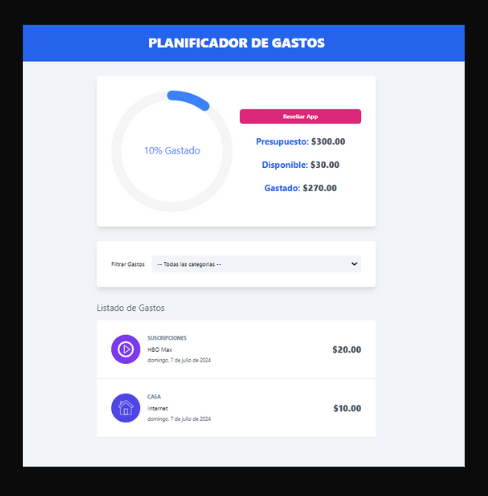 PLANIFICADOR DE GASTOS
10% Gastado
Resetar App
Presupuesto: $300.00
Disponible: $30.00
Gastado: $270.00
Filtrar Gastos
-- Todas las categorias --
Listado de Gastos
SUSCRIPCIONES
HBO Max
domingo, 7 de julio de 2024
$20.00
CASA
Internet
domingo, 7 de julio de 2024
$10.00